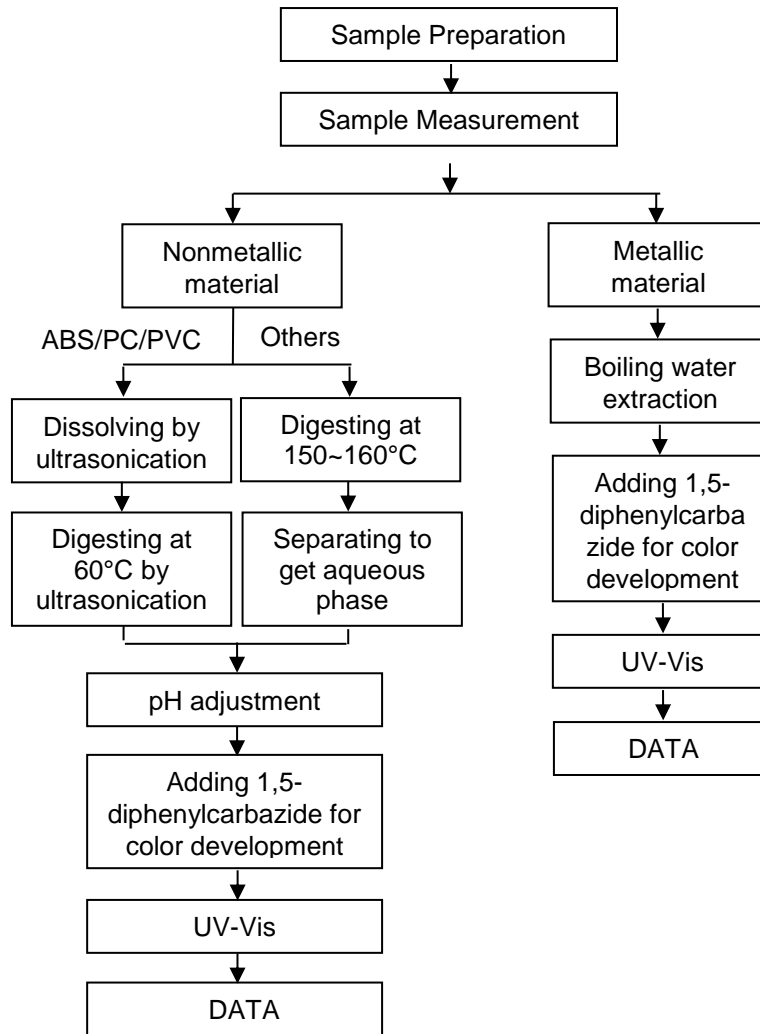 Sample Preparation
Sample Measurement
Nonmetallic
material
Metallic
material
ABS/PC/PVC
Others
Boiling water
extraction
Dissolving by
ultrasonication
Digesting at
150~160°C
Adding 1,5-
diphenylcarba
zide for color
development
Digesting at
60°C by
ultrasonication
Separating to
get aqueous
phase
UV-Vis
pH adjustment
DATA
Adding 1,5-
diphenylcarbazide for
color development
UV-Vis
DATA